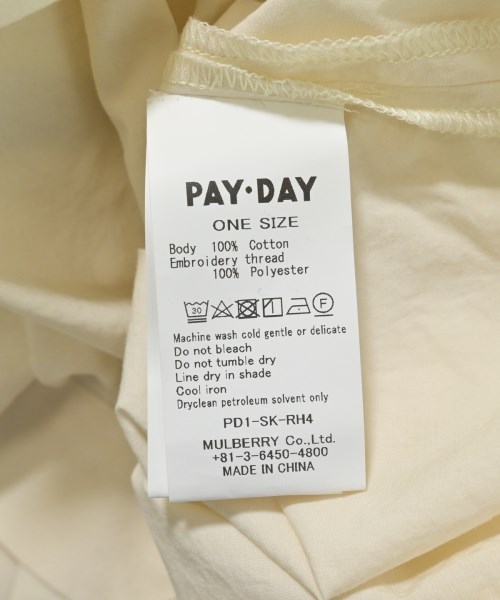 PAY·DAY
ONE SIZE
Body 100% Cotton
Embroidery thread
100% Polyester
30 F
Machine wash cold gentle or delicate
Do not bleach
Do not tumble dry
Line dry in shade
Cool iron
Dryclean petroleum solvent only
PD1-SK-RH4
MULBERRY Co.,Ltd.
+81-3-6450-4800
MADE IN CHINA